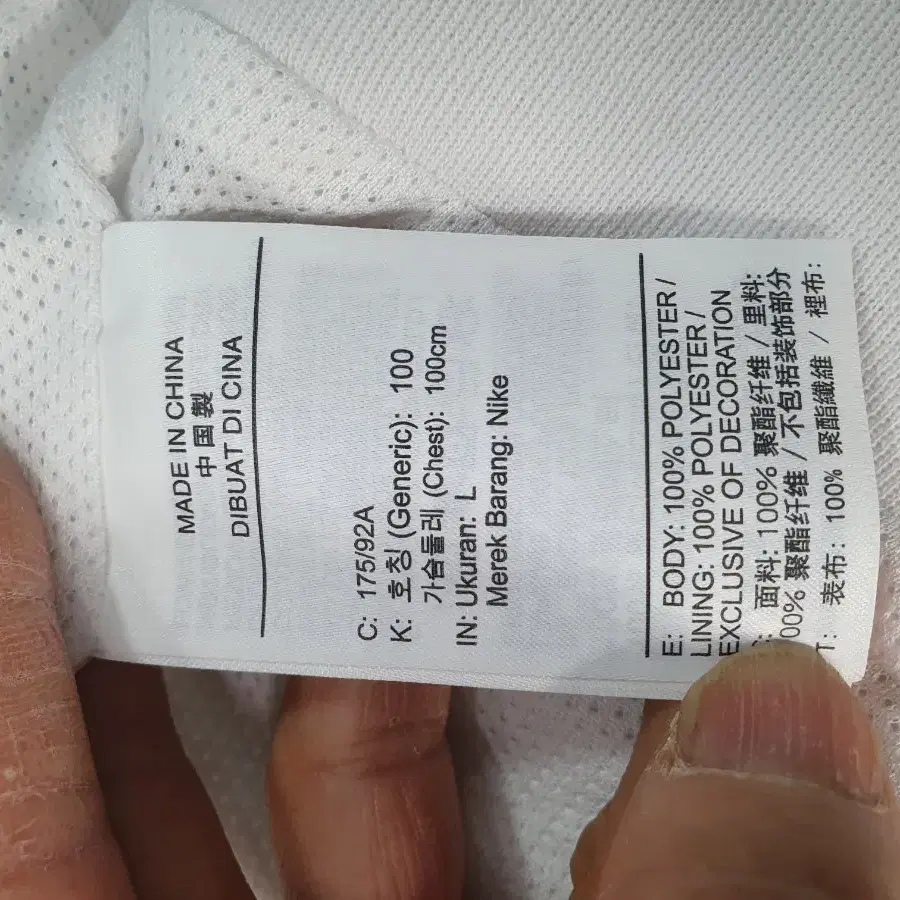 MADE IN CHINA
中国製
DIBUAT DI CINA
C: 175/92A
K: 호칭 (Generic): 100
가슴둘레 (Chest): 100cm
IN: Ukuran: L
Merek Barang: Nike
E: BODY: 100% POLYESTER /
LINING: 100% POLYESTER /
EXCLUSIVE OF DECORATION
面料: 100% 聚酯纤维 / 里料:
00% 聚酯纤维 / 不包括装饰部分
T: 表布: 100% 聚酯纖維 / 裡布: